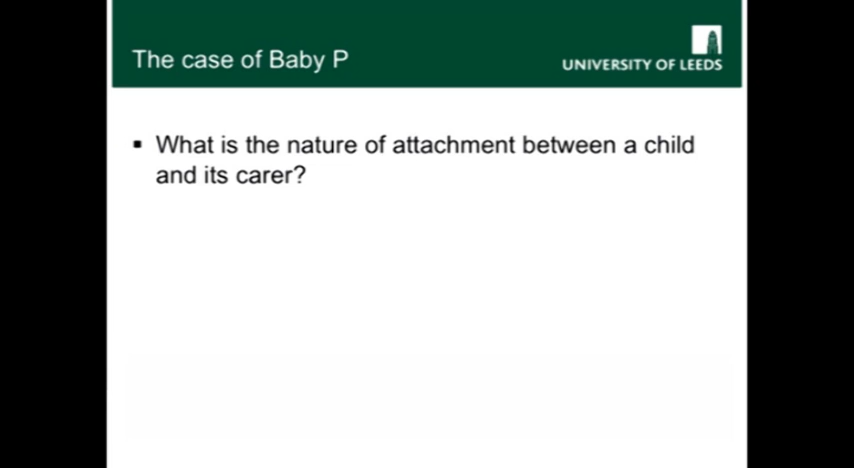 The case of Baby P
UNIVERSITY OF LEEDS
▪ What is the nature of attachment between a child
and its carer?